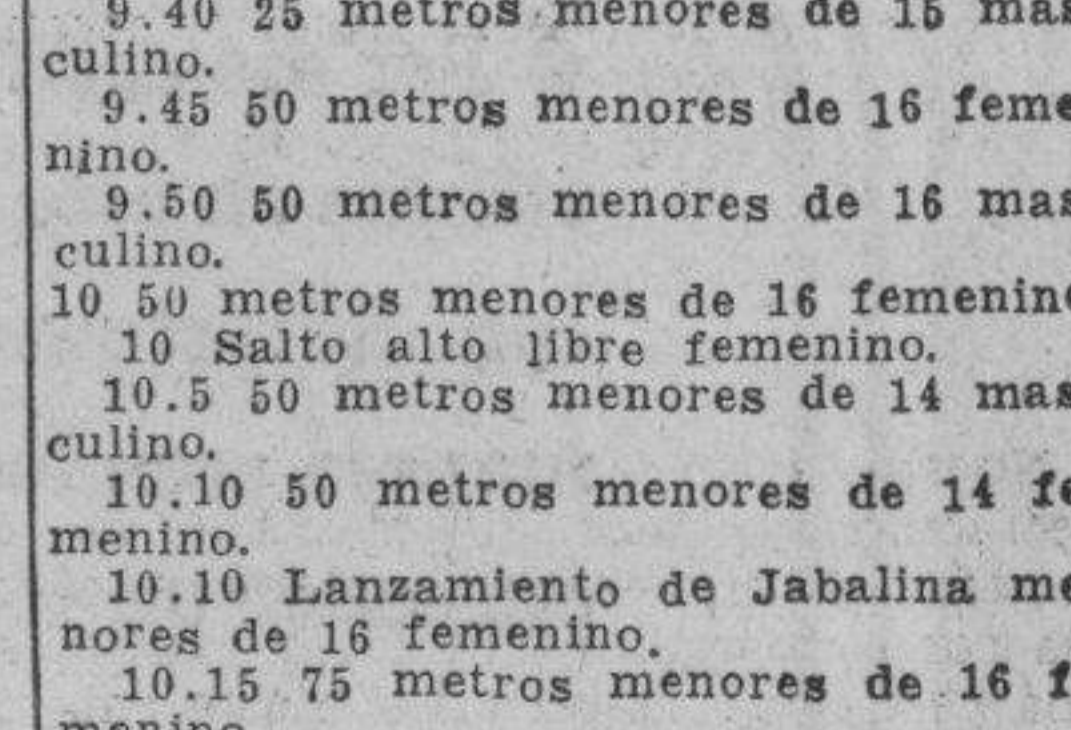 9.40 25 metros menores de 15 mas
culino.
9.45 50 metros menores de 16 feme
nino.
9.50 50 metros menores de 16 mas
culino.
10 50 metros menores de 16 femenino
10 Salto alto libre femenino.
10.5 50 metros menores de 14 mas
culino.
10.10 50 metros menores de 14 fe
menino.
10.10 Lanzamiento de Jabalina me
nores de 16 femenino.
10.15 75 metros menores de 16 f
menino